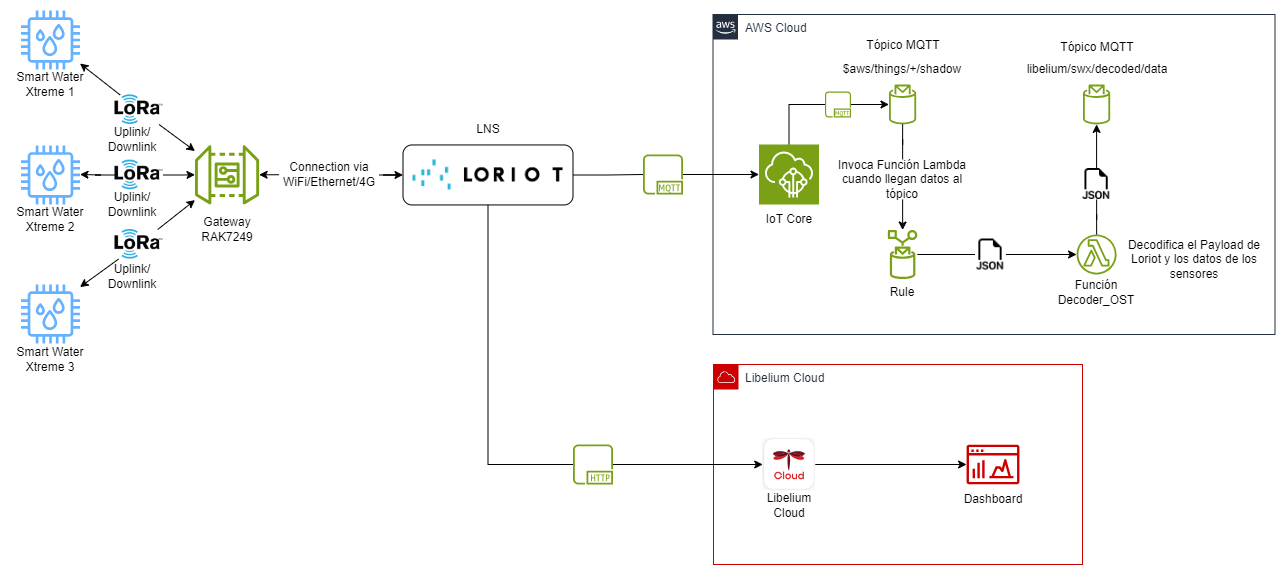 Smart Water
Xtreme 1
LoRa
Uplink/
Downlink
Smart Water
Xtreme 2
LoRa
Uplink/
Downlink
Smart Water
Xtreme 3
LoRa
Uplink/
Downlink
Gateway
RAK7249
Connection via
WiFi/Ethernet/4G
LNS
LORIOT
MQTT
HTTP
aws
AWS Cloud
IoT Core
MQTT
Tópico MQTT
$aws/things/+/shadow
Invoca Función Lambda
cuando llegan datos al
tópico
Rule
JSON
Función
Decoder_OST
Decodifica el Payload de
Loriot y los datos de los
sensores
JSON
Tópico MQTT
libelium/swx/decoded/data
Libelium Cloud
Cloud
Libelium
Cloud
Dashboard